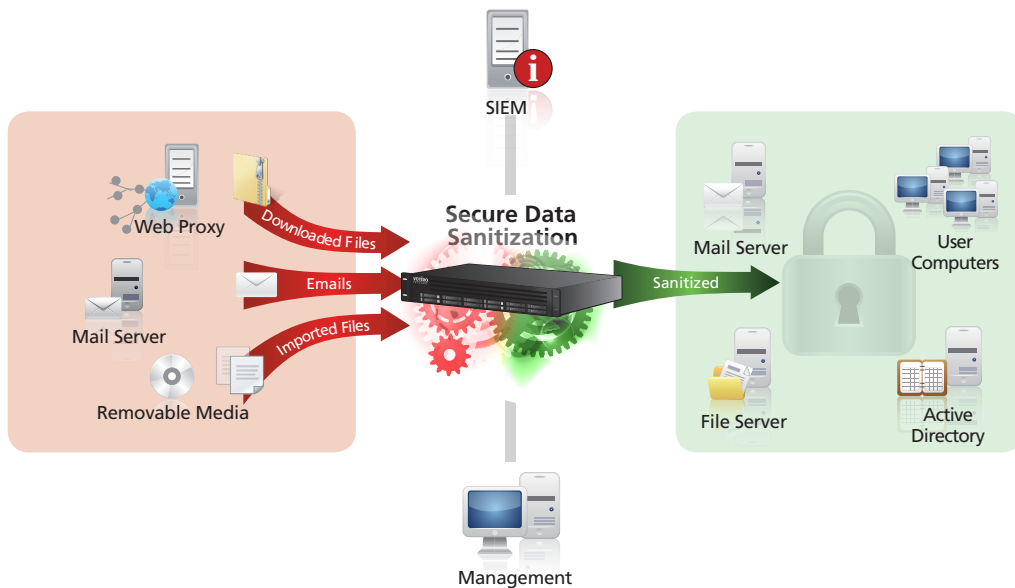 SIEM
Web Proxy
Downloaded Files
Mail Server
Emails
Removable Media
Imported Files
Secure Data
Sanitization
Sanitized
Mail Server
User
Computers
File Server
Active
Directory
Management